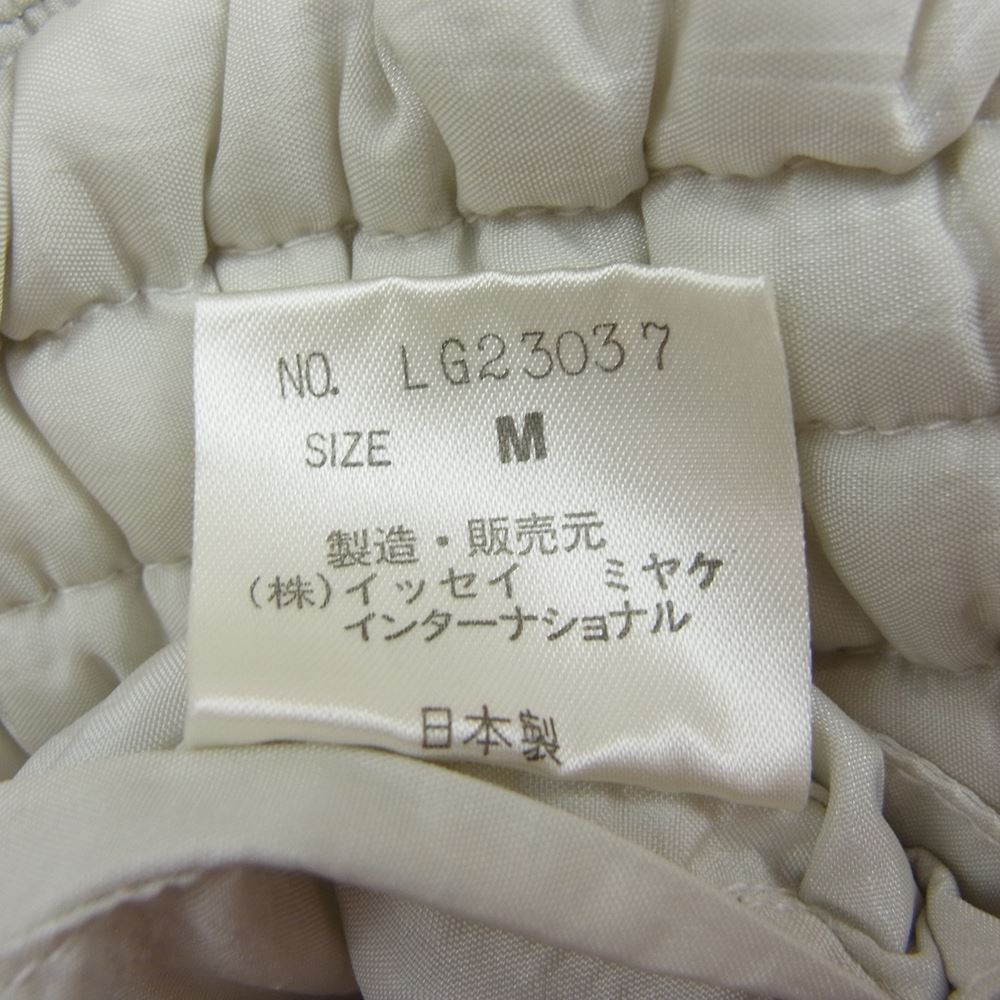 NO. LG23037
SIZE M
製造・販売元
(株)イッセイ ミヤケ
インターナショナル
日本製